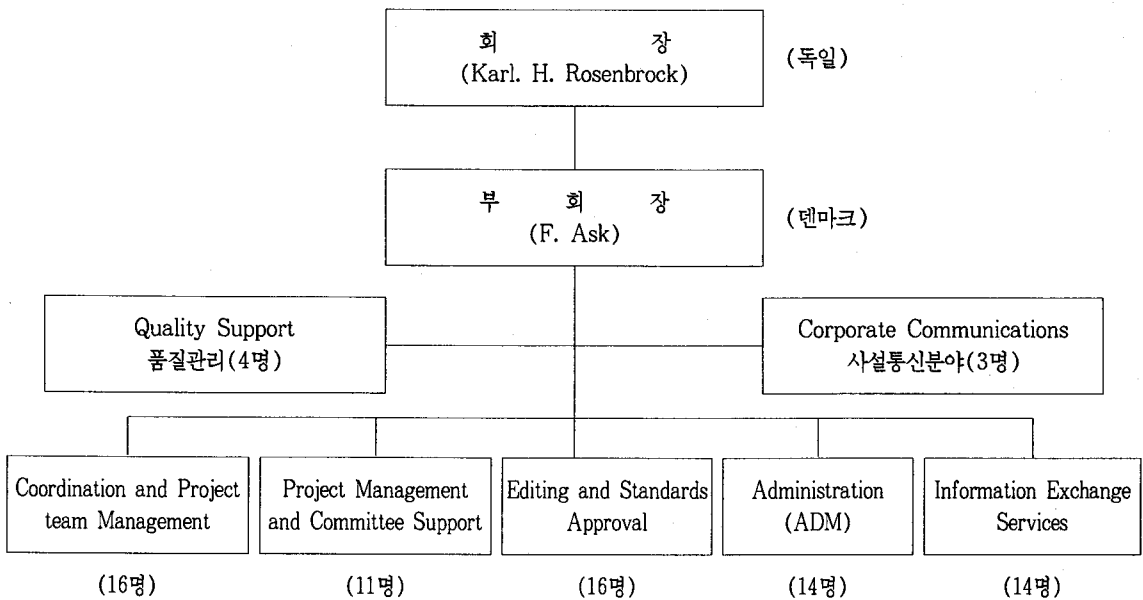 회 장
(Karl. H. Rosenbrock)
(독일)
부 회 장
(F. Ask)
(덴마크)
Quality Support
품질관리(4명)
Corporate Communications
사설통신분야(3명)
Coordination and Project
team Management
(16명)
Project Management
and Committee Support
(11명)
Editing and Standards
Approval
(16명)
Administration
(ADM)
(14명)
Information Exchange
Services
(14명)